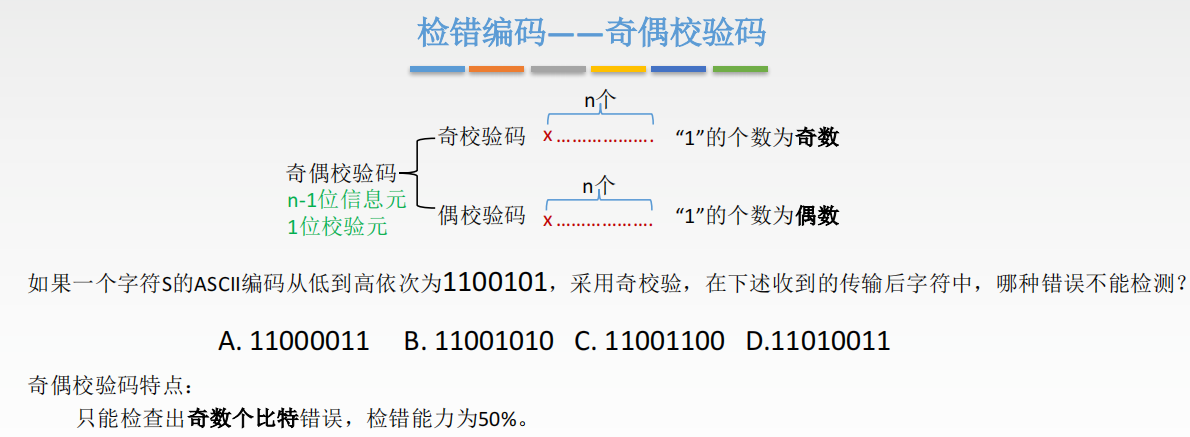 检错编码——奇偶校验码
n个
奇校验码 x ………………. “1”的个数为奇数
奇偶校验码
n-1位信息元
1位校验元
n个
偶校验码 x ………………. “1”的个数为偶数
如果一个字符S的ASCII编码从低到高依次为1100101，采用奇校验，在下述收到的传输后字符中，哪种错误不能检测？
A. 11000011 B. 11001010 C. 11001100 D.11010011
奇偶校验码特点：
只能检查出奇数个比特错误，检错能力为50%。